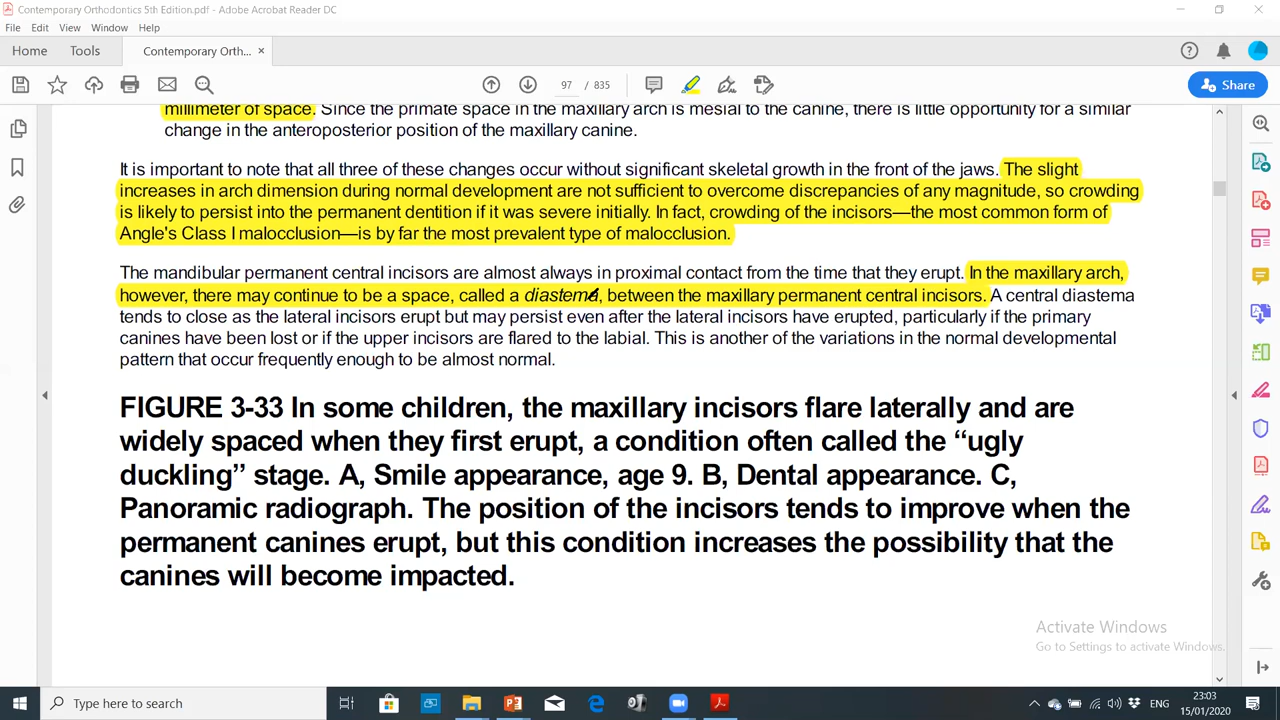 Contemporary Orthodontics 5th Edition.pdf - Adobe Acrobat Reader DC
File Edit View Window Help
Home Tools Contemporary Orth... ×
97 / 835
Share
millimeter of space. Since the primate space in the maxillary arch is mesial to the canine, there is little opportunity for a similar
change in the anteroposterior position of the maxillary canine.
It is important to note that all three of these changes occur without significant skeletal growth in the front of the jaws. The slight
increases in arch dimension during normal development are not sufficient to overcome discrepancies of any magnitude, so crowding
is likely to persist into the permanent dentition if it was severe initially. In fact, crowding of the incisors—the most common form of
Angle's Class I malocclusion—is by far the most prevalent type of malocclusion.
The mandibular permanent central incisors are almost always in proximal contact from the time that they erupt. In the maxillary arch,
however, there may continue to be a space, called a diastema, between the maxillary permanent central incisors. A central diastema
tends to close as the lateral incisors erupt but may persist even after the lateral incisors have erupted, particularly if the primary
canines have been lost or if the upper incisors are flared to the labial. This is another of the variations in the normal developmental
pattern that occur frequently enough to be almost normal.
FIGURE 3-33 In some children, the maxillary incisors flare laterally and are
widely spaced when they first erupt, a condition often called the “ugly
duckling” stage. A, Smile appearance, age 9. B, Dental appearance. C,
Panoramic radiograph. The position of the incisors tends to improve when the
permanent canines erupt, but this condition increases the possibility that the
canines will become impacted.
Activate Windows
Go to Settings to activate Windows.
Type here to search
ENG
23:03
15/01/2020